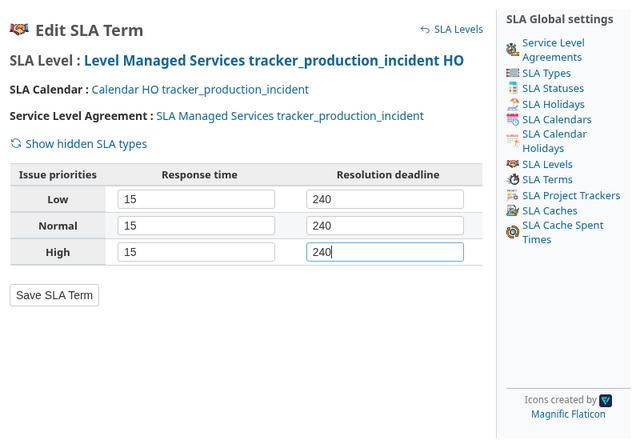 Edit SLA Term
SLA Levels
SLA Level : Level Managed Services tracker_production_incident HO
SLA Calendar : Calendar HO tracker_production_incident
Service Level Agreement : SLA Managed Services tracker_production_incident
Show hidden SLA types
Issue priorities Response time Resolution deadline
Low 15 240
Normal 15 240
High 15 240
Save SLA Term
SLA Global settings
Service Level
Agreements
SLA Types
SLA Statuses
SLA Holidays
SLA Calendars
SLA Calendar
Holidays
SLA Levels
SLA Terms
SLA Project Trackers
SLA Caches
SLA Cache Spent
Times
Icons created by
Magnific Flaticon